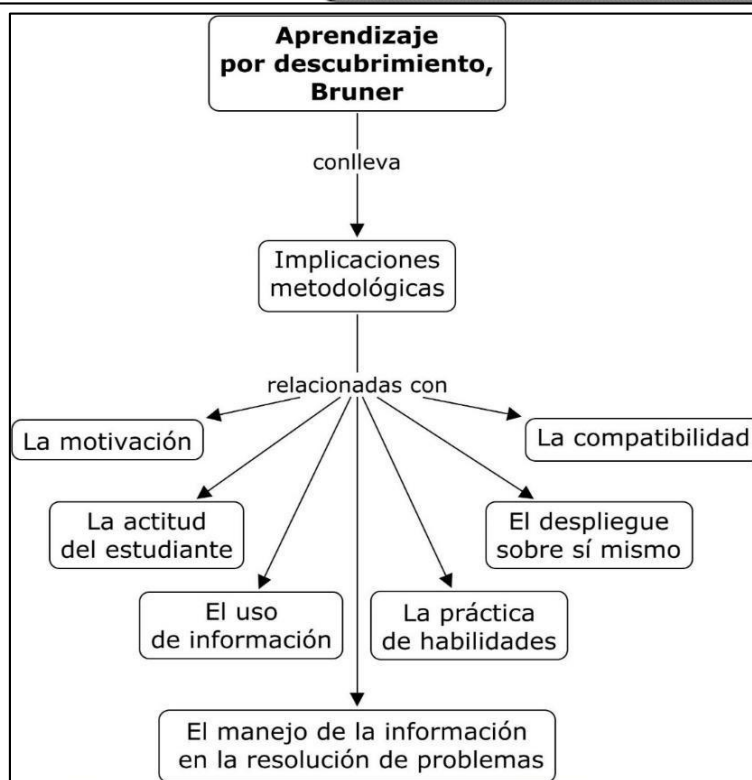 Aprendizaje
por descubrimiento,
Bruner
conlleva
Implicaciones
metodológicas
relacionadas con
La motivación
La compatibilidad
La actitud
del estudiante
El despliegue
sobre sí mismo
El uso
de información
La práctica
de habilidades
El manejo de la información
en la resolución de problemas